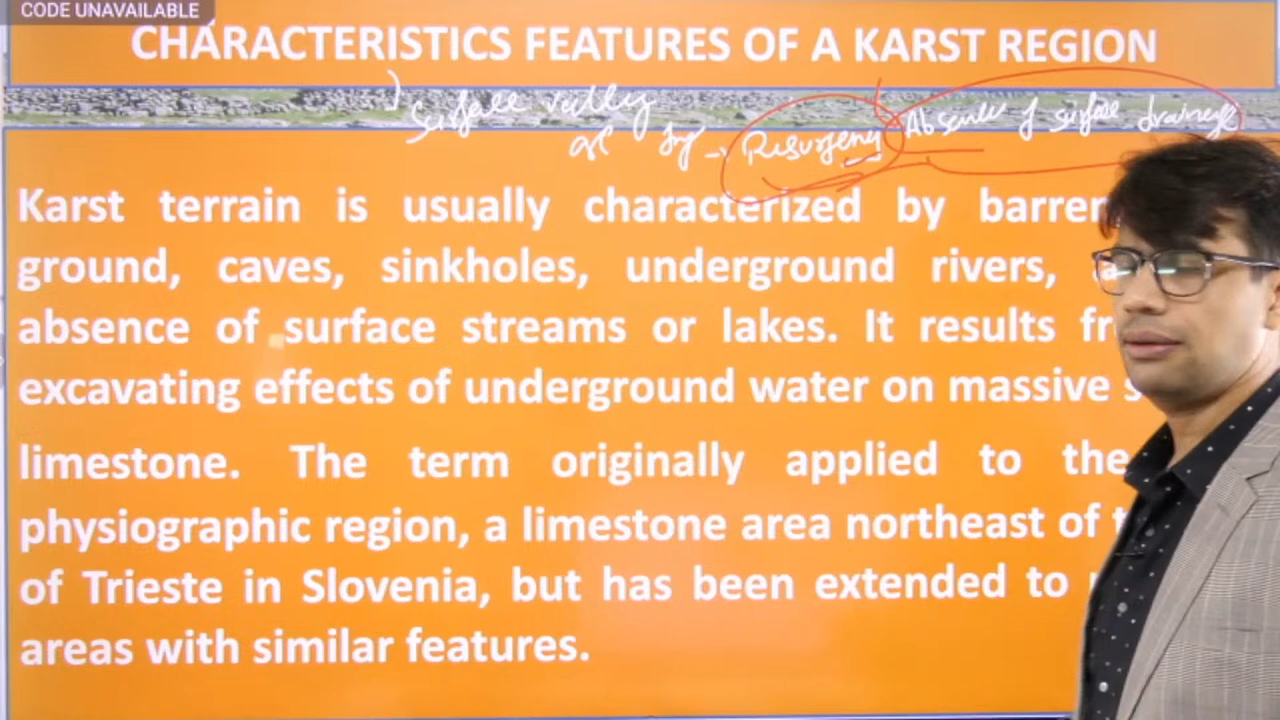 CODE UNAVAILABLE
CHARACTERISTICS FEATURES OF A KARST REGION
Surface valley
Absence of surface drainage
are dry → Resurgence
Karst terrain is usually characterized by barren
ground, caves, sinkholes, underground rivers,
absence of surface streams or lakes. It results
excavating effects of underground water on massive
limestone. The term originally applied to the
physiographic region, a limestone area northeast of
of Trieste in Slovenia, but has been extended to
areas with similar features.